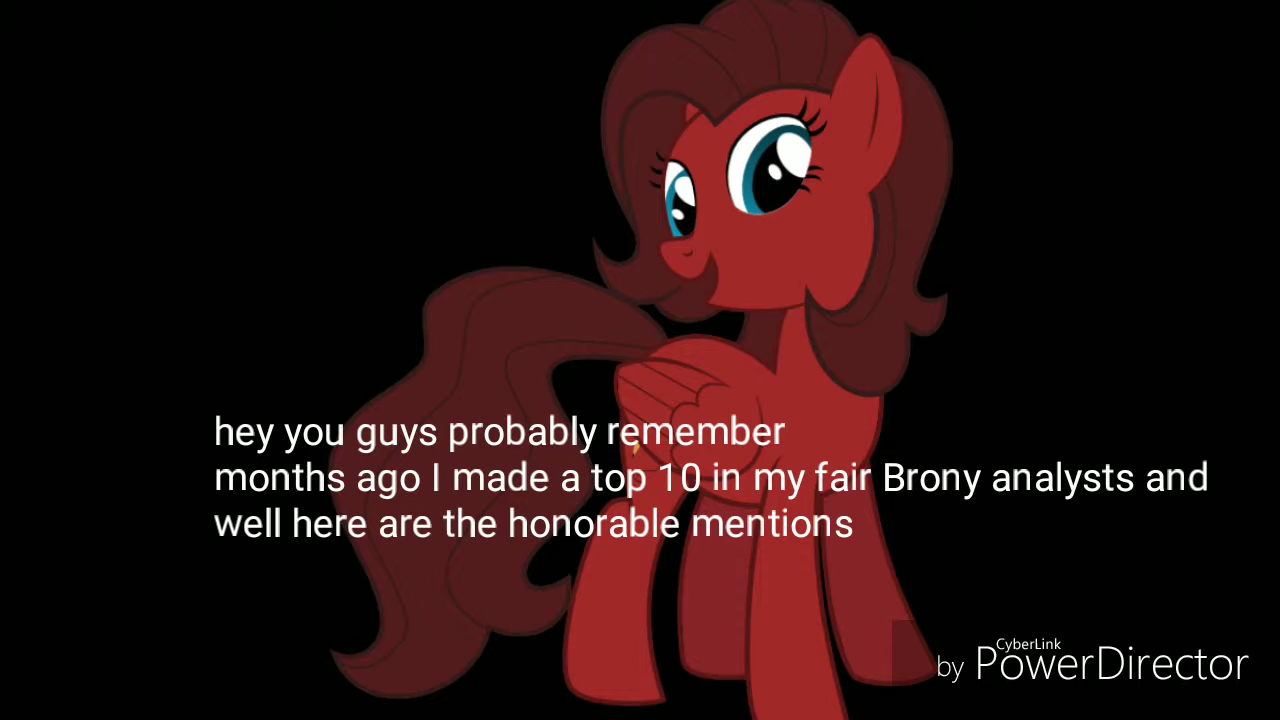 hey you guys probably remember
months ago I made a top 10 in my fair Brony analysts and
well here are the honorable mentions
CyberLink
by PowerDirector